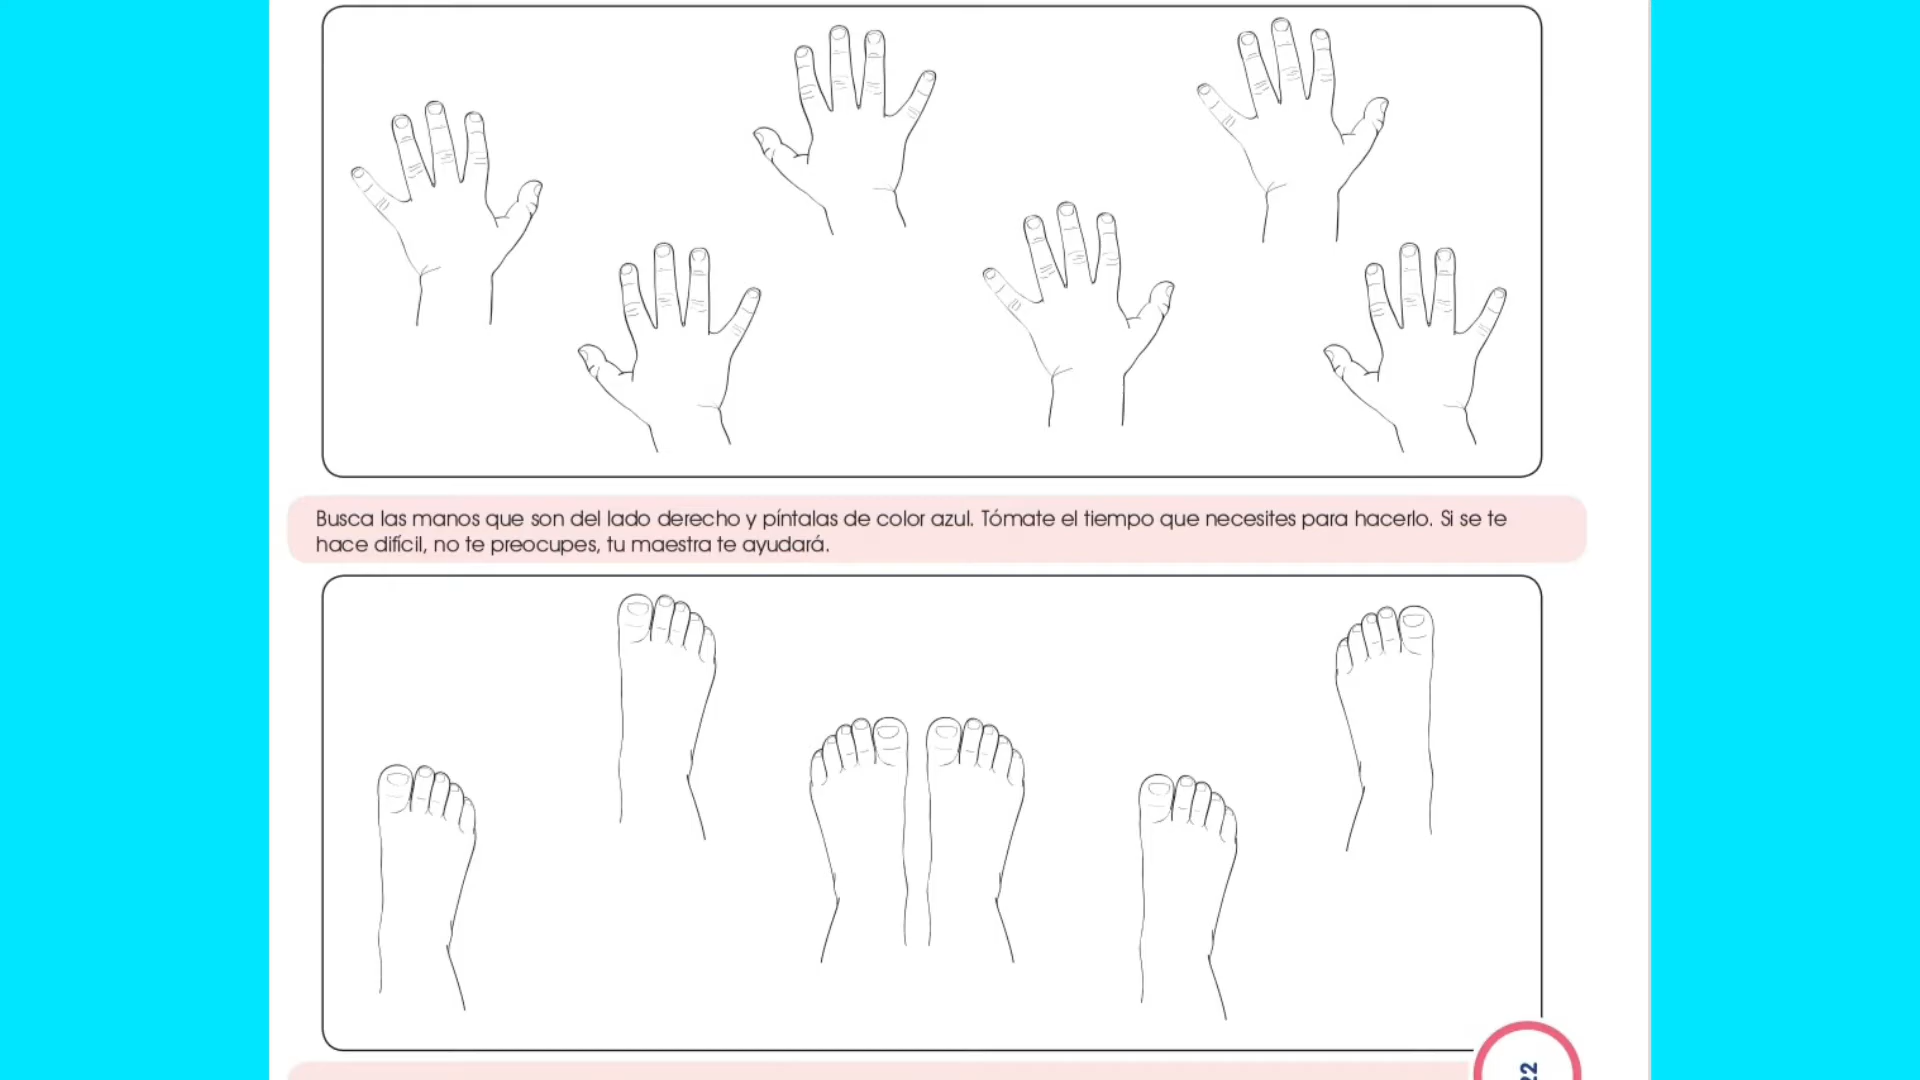 Busca las manos que son del lado derecho y píntalas de color azul. Tómate el tiempo que necesites para hacerlo. Si se te
hace difícil, no te preocupes, tu maestra te ayudará.
22